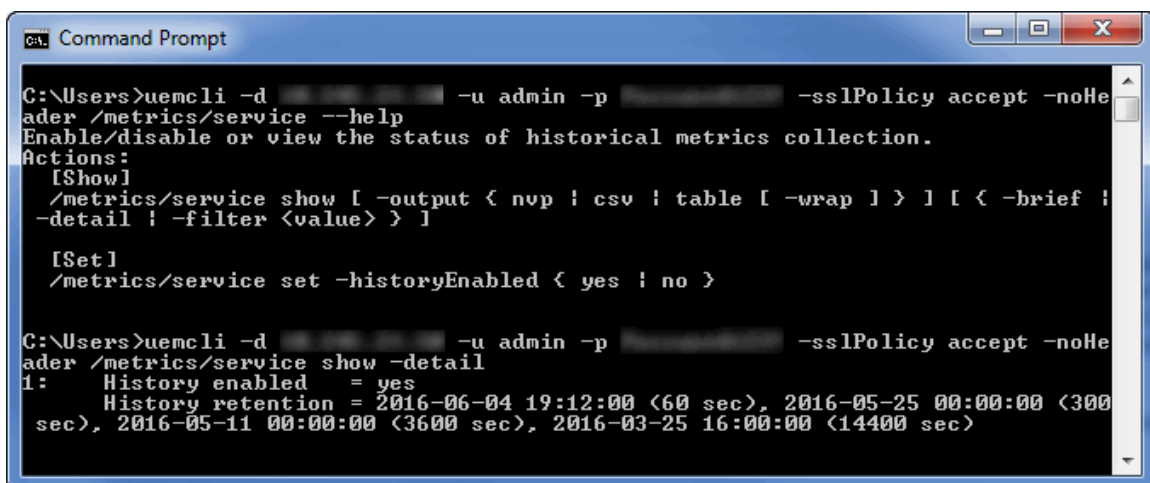 Command Prompt
C:\Users>uemcli -d -u admin -p -sslPolicy accept -noHe
ader /metrics/service --help
Enable/disable or view the status of historical metrics collection.
Actions:
[Show]
/metrics/service show [ -output { nvp | csv | table [ -wrap ] } ] [ { -brief |
-detail | -filter <value> } ]
[Set]
/metrics/service set -historyEnabled { yes | no }
C:\Users>uemcli -d -u admin -p -sslPolicy accept -noHe
ader /metrics/service show -detail
1: History enabled = yes
History retention = 2016-06-04 19:12:00 (60 sec), 2016-05-25 00:00:00 (300
sec), 2016-05-11 00:00:00 (3600 sec), 2016-03-25 16:00:00 (14400 sec)